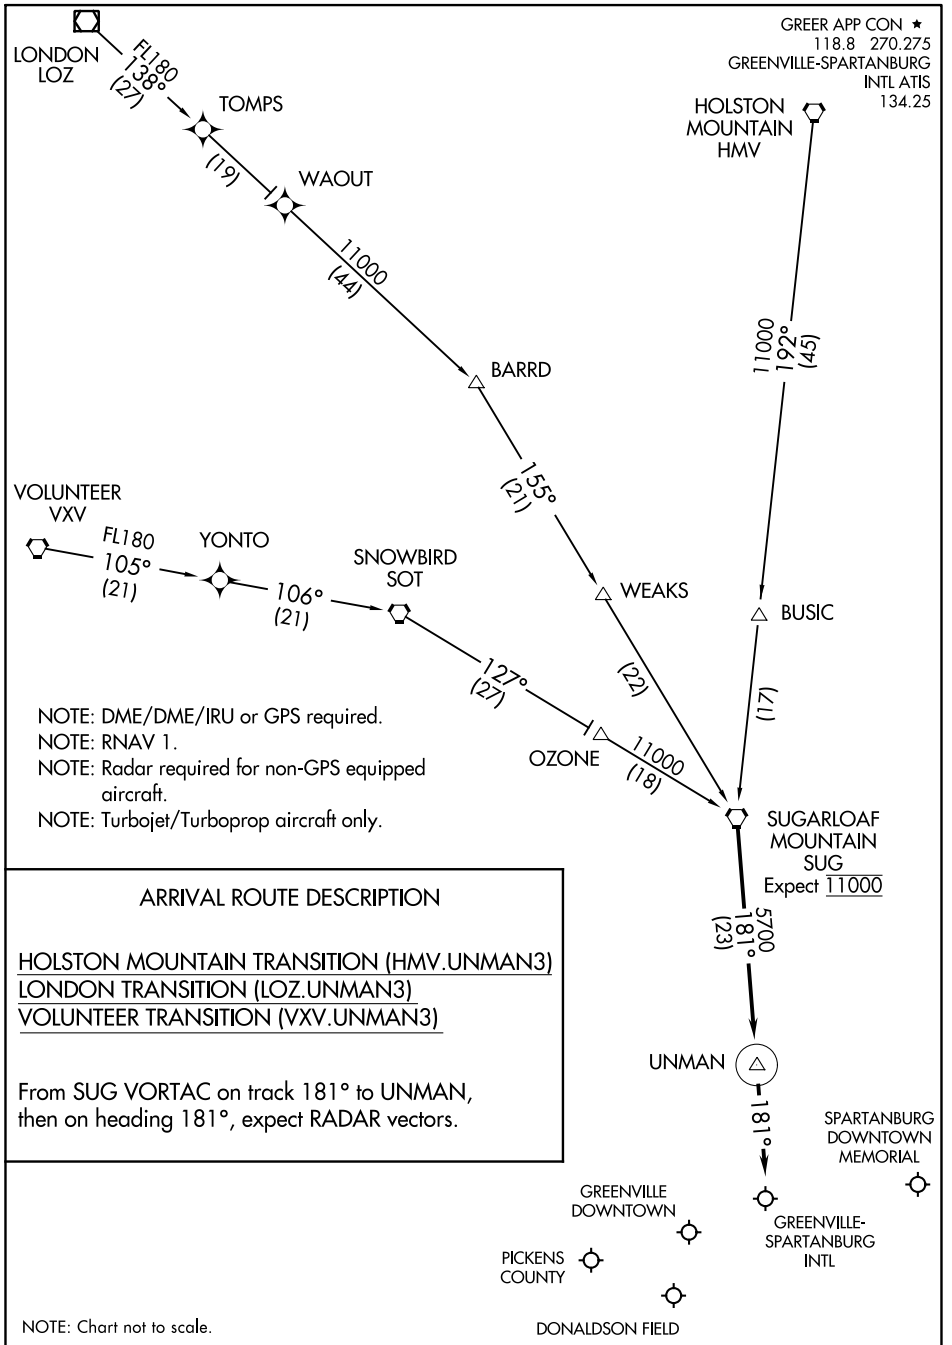 GREER APP CON ★
118.8 270.275
GREENVILLE-SPARTANBURG
INTL ATIS
134.25
LONDON
LOZ
FL180
138°
(27)
TOMPS
(19)
WAOUT
11000
(44)
BARRD
155°
(21)
WEAKS
(22)
HOLSTON
MOUNTAIN
HMV
11000
192°
(45)
BUSIC
(17)
VOLUNTEER
VXV
FL180
105°
(21)
YONTO
106°
(21)
SNOWBIRD
SOT
127°
(27)
OZONE
11000
(18)
SUGARLOAF
MOUNTAIN
SUG
Expect 11000
NOTE: DME/DME/IRU or GPS required.
NOTE: RNAV 1.
NOTE: Radar required for non-GPS equipped
aircraft.
NOTE: Turbojet/Turboprop aircraft only.
ARRIVAL ROUTE DESCRIPTION
HOLSTON MOUNTAIN TRANSITION (HMV.UNMAN3)
LONDON TRANSITION (LOZ.UNMAN3)
VOLUNTEER TRANSITION (VXV.UNMAN3)
From SUG VORTAC on track 181° to UNMAN,
then on heading 181°, expect RADAR vectors.
5700
181°
(23)
UNMAN
181°
SPARTANBURG
DOWNTOWN
MEMORIAL
GREENVILLE
DOWNTOWN
GREENVILLE-
SPARTANBURG
INTL
PICKENS
COUNTY
DONALDSON FIELD
NOTE: Chart not to scale.